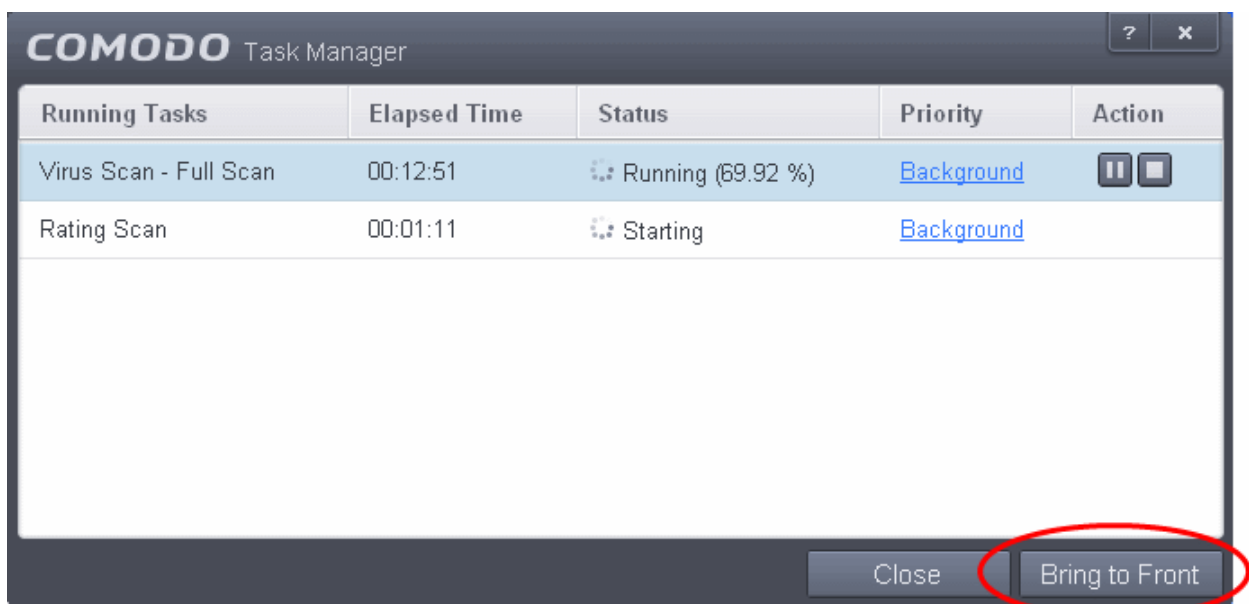 COMODO Task Manager ? x
Running Tasks Elapsed Time Status Priority Action
Virus Scan - Full Scan 00:12:51 Running (69.92 %) Background
Rating Scan 00:01:11 Starting Background
Close Bring to Front